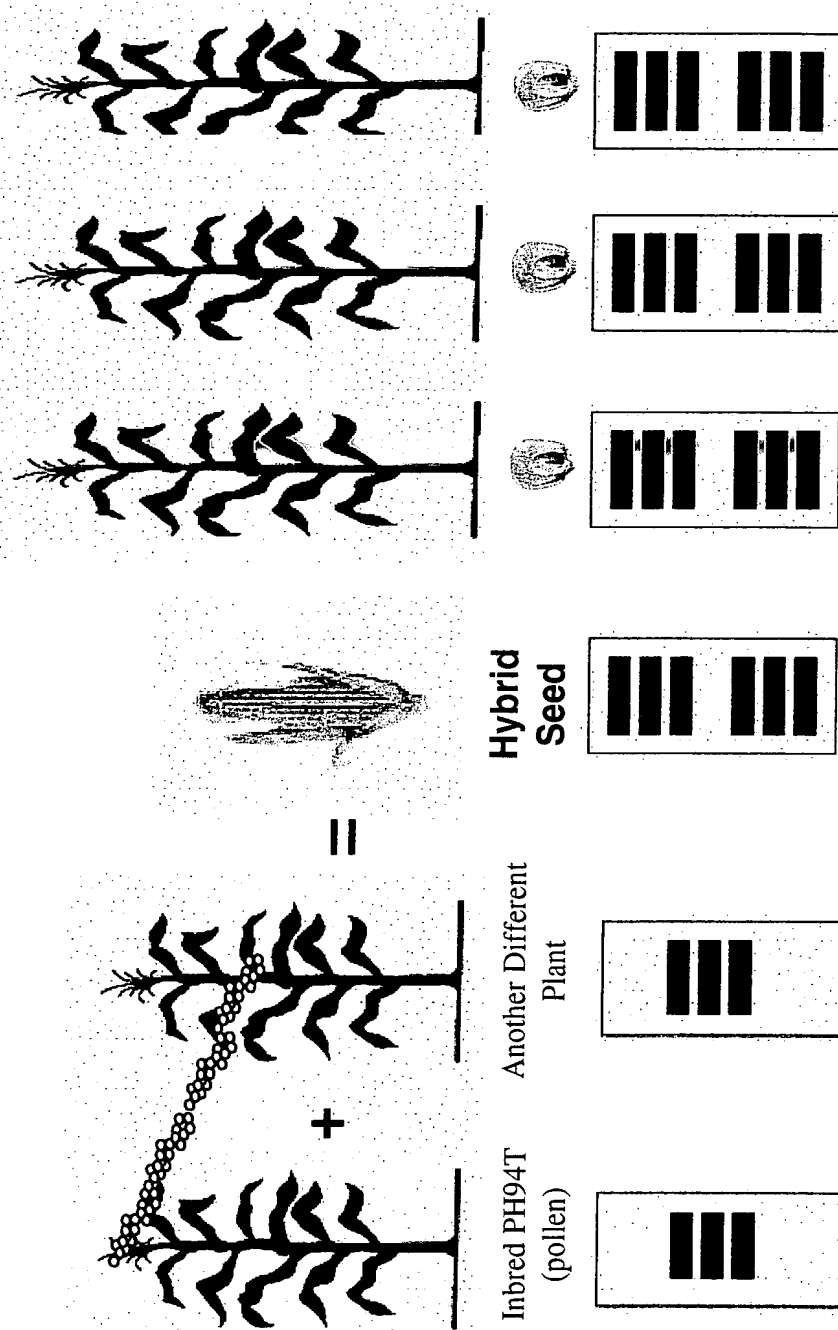 Inbred PH94T
(pollen)
+
Another Different
Plant
=
Hybrid
Seed